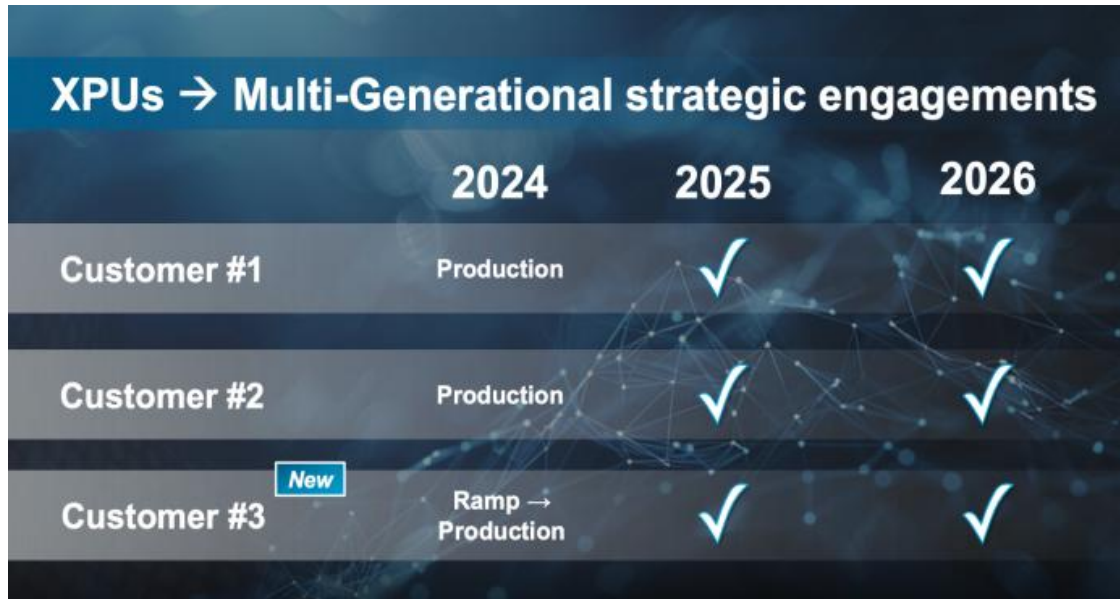 XPUs → Multi-Generational strategic engagements
2024 2025 2026
Customer #1 Production ✓ ✓
Customer #2 Production ✓ ✓
New
Customer #3 Ramp →
Production ✓ ✓